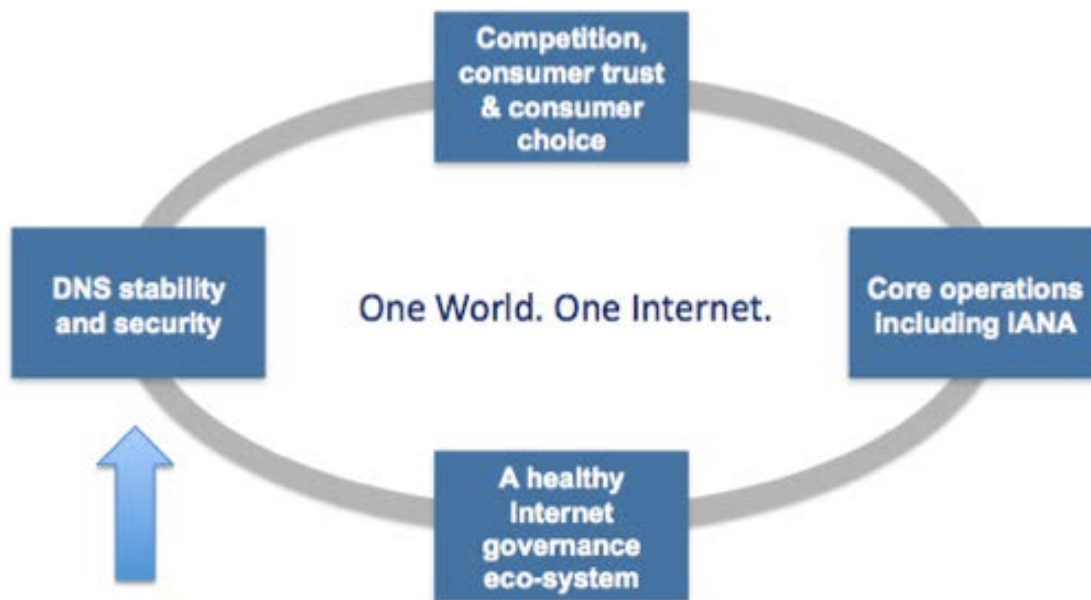 Competition,
consumer trust
& consumer
choice
DNS stability
and security
One World. One Internet.
Core operations
including IANA
A healthy
Internet
governance
eco-system